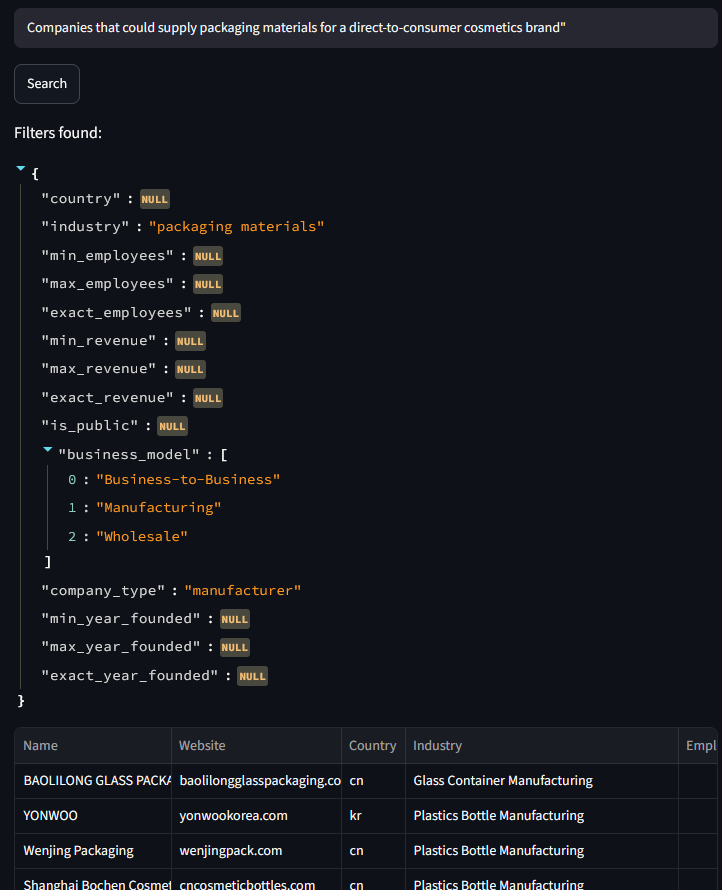 Companies that could supply packaging materials for a direct-to-consumer cosmetics brand"
Search
Filters found:
{
"country" : NULL
"industry" : "packaging materials"
"min_employees" : NULL
"max_employees" : NULL
"exact_employees" : NULL
"min_revenue" : NULL
"max_revenue" : NULL
"exact_revenue" : NULL
"is_public" : NULL
"business_model" : [
0 : "Business-to-Business"
1 : "Manufacturing"
2 : "Wholesale"
]
"company_type" : "manufacturer"
"min_year_founded" : NULL
"max_year_founded" : NULL
"exact_year_founded" : NULL
}
Name Website Country Industry Empl
BAOLILONG GLASS PACKA baolilongglasspackaging.co cn Glass Container Manufacturing
YONWOO yonwookorea.com kr Plastics Bottle Manufacturing
Wenjing Packaging wenjingpack.com cn Plastics Bottle Manufacturing
Shanghai Bochen Cosmet cncosmeticbottles.com cn Plastics Bottle Manufacturing